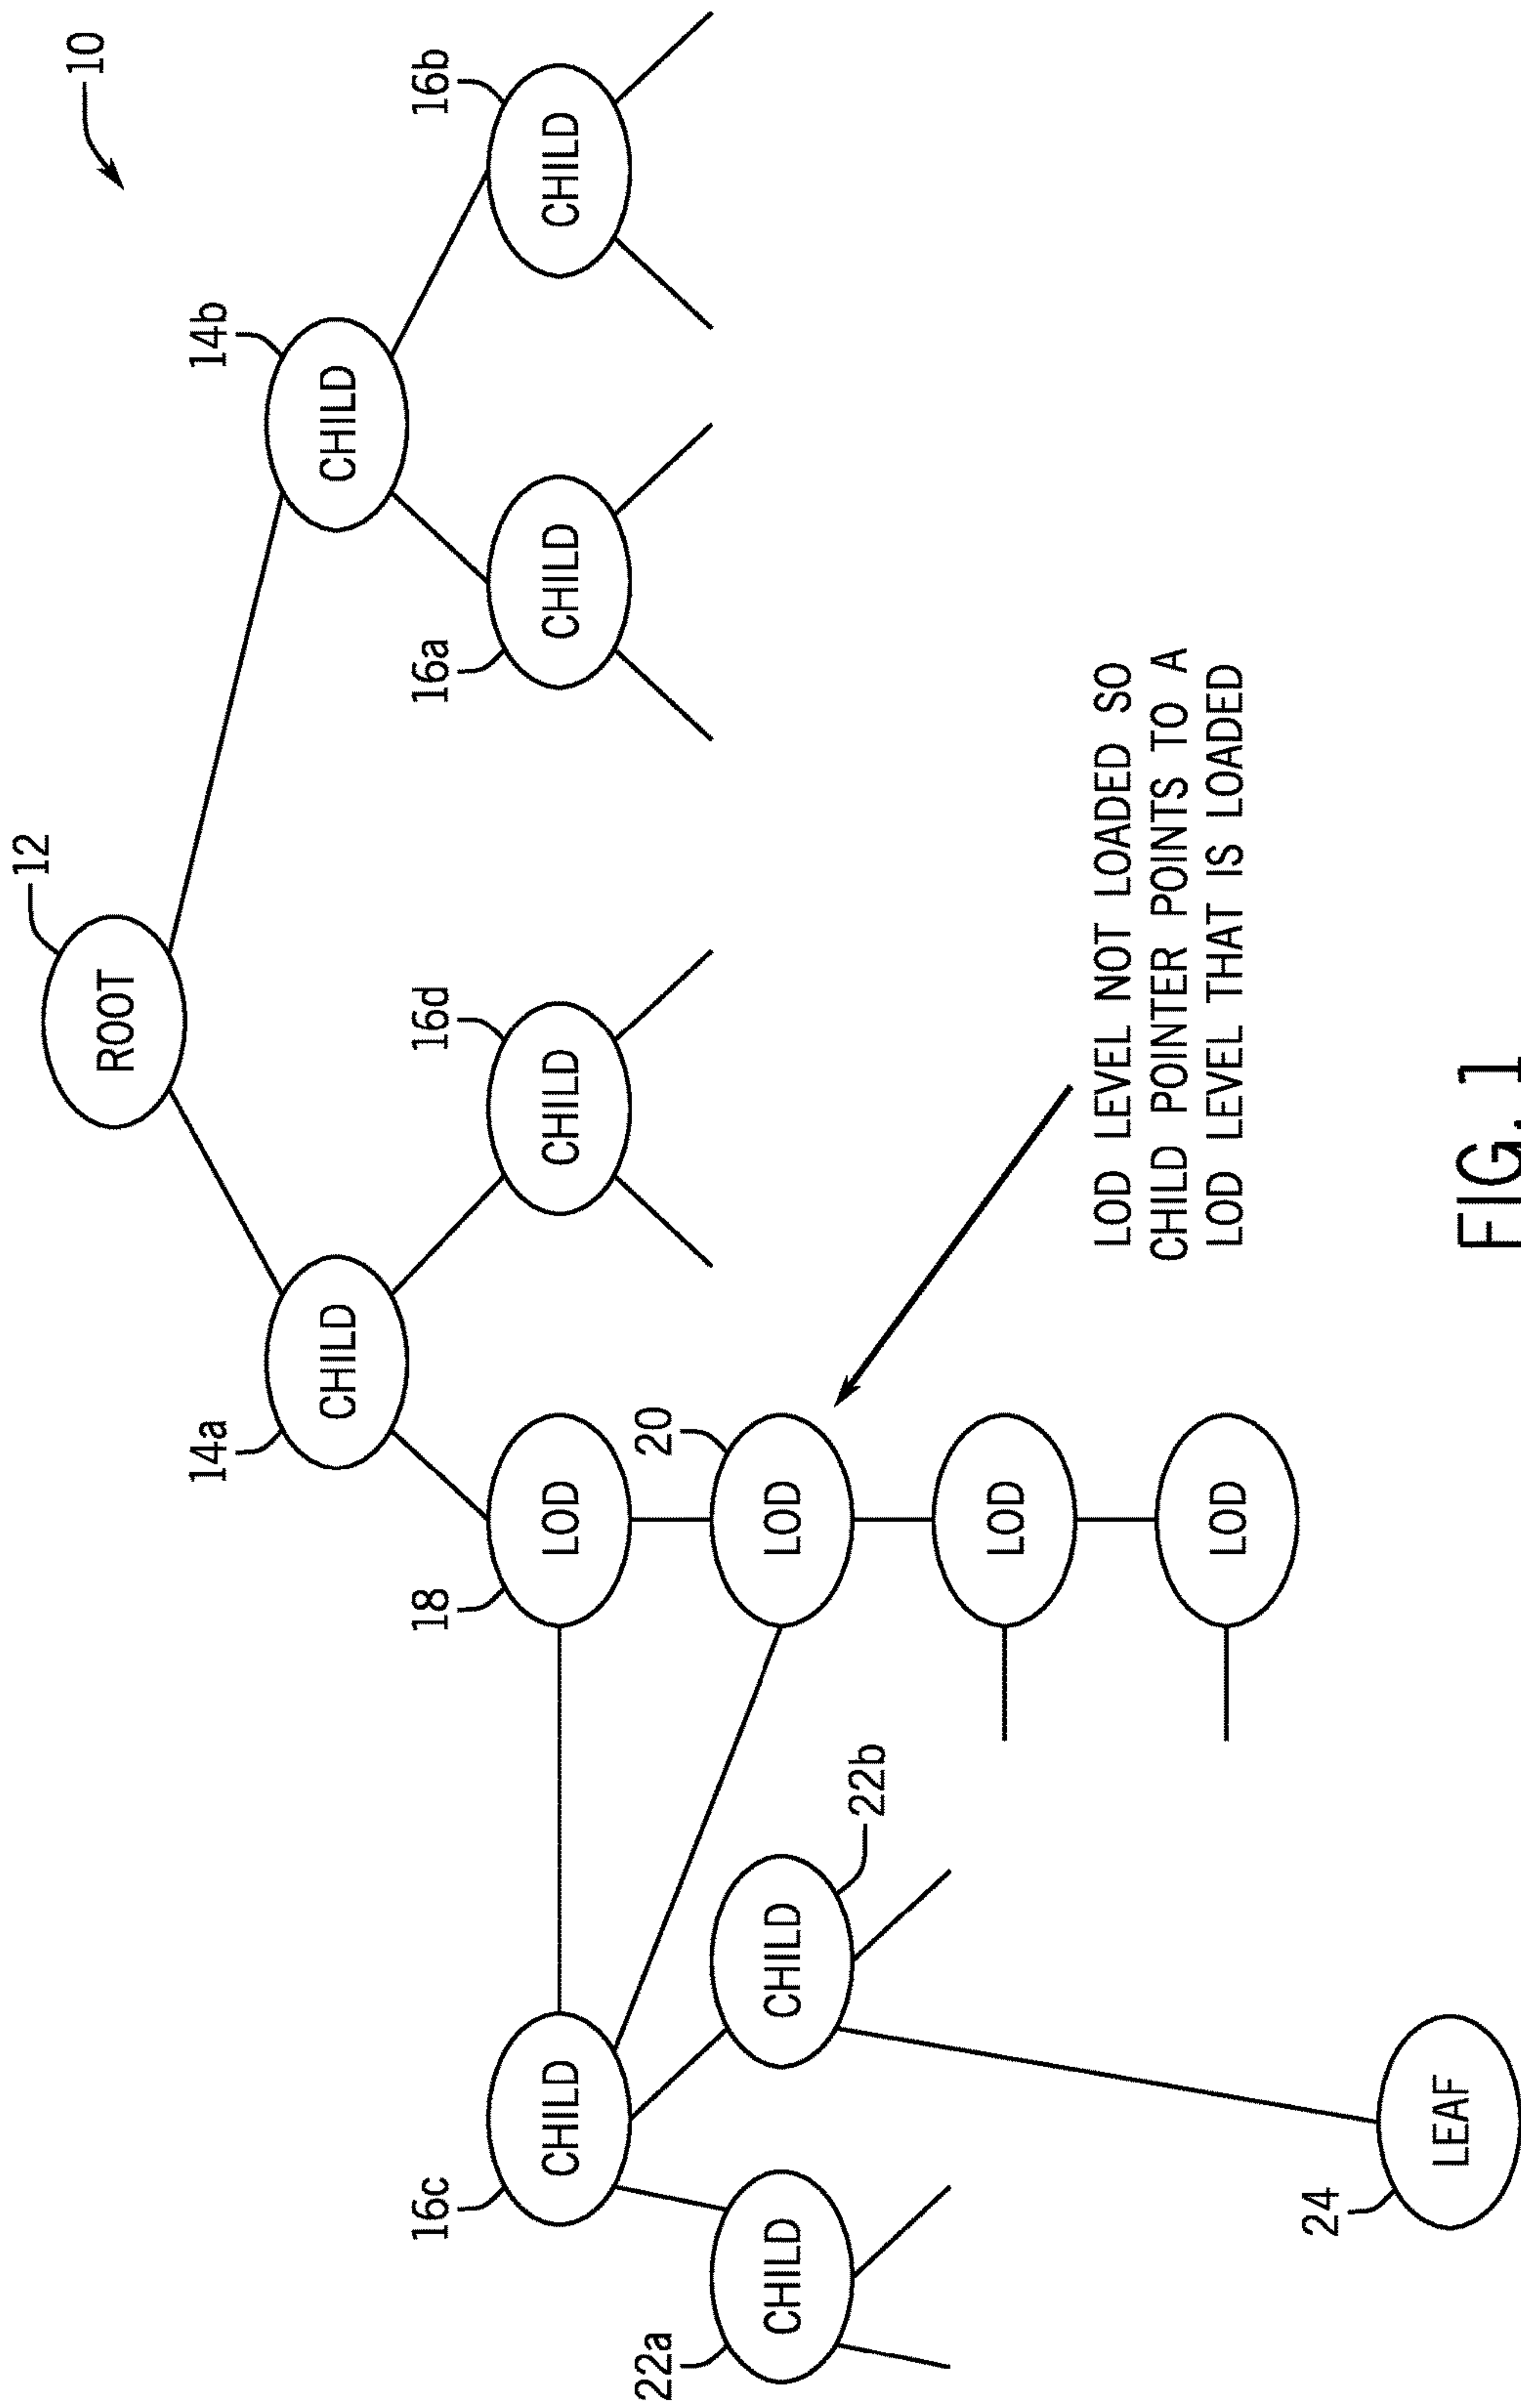 10
12
ROOT
14a
CHILD
14b
CHILD
16c
CHILD
18
LOD
16d
CHILD
16a
CHILD
16b
CHILD
22a
CHILD
CHILD
22b
20
LOD
LOD
LOD
24
LEAF
LOD LEVEL NOT LOADED SO
CHILD POINTER POINTS TO A
LOD LEVEL THAT IS LOADED
FIG. 1